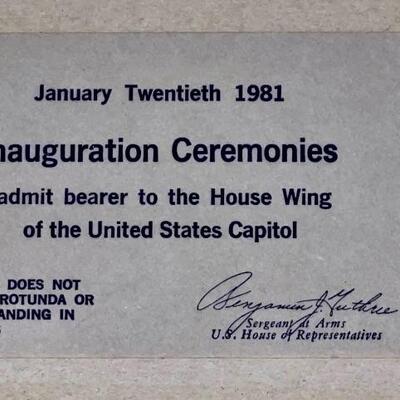 January Twentieth 1981
nauguration Ceremonies
admit bearer to the House Wing
of the United States Capitol
DOES NOT
ROTUNDA OR
ANDING IN
Benjamin J. Guthrie
Sergeant at Arms
U.S. House of Representatives